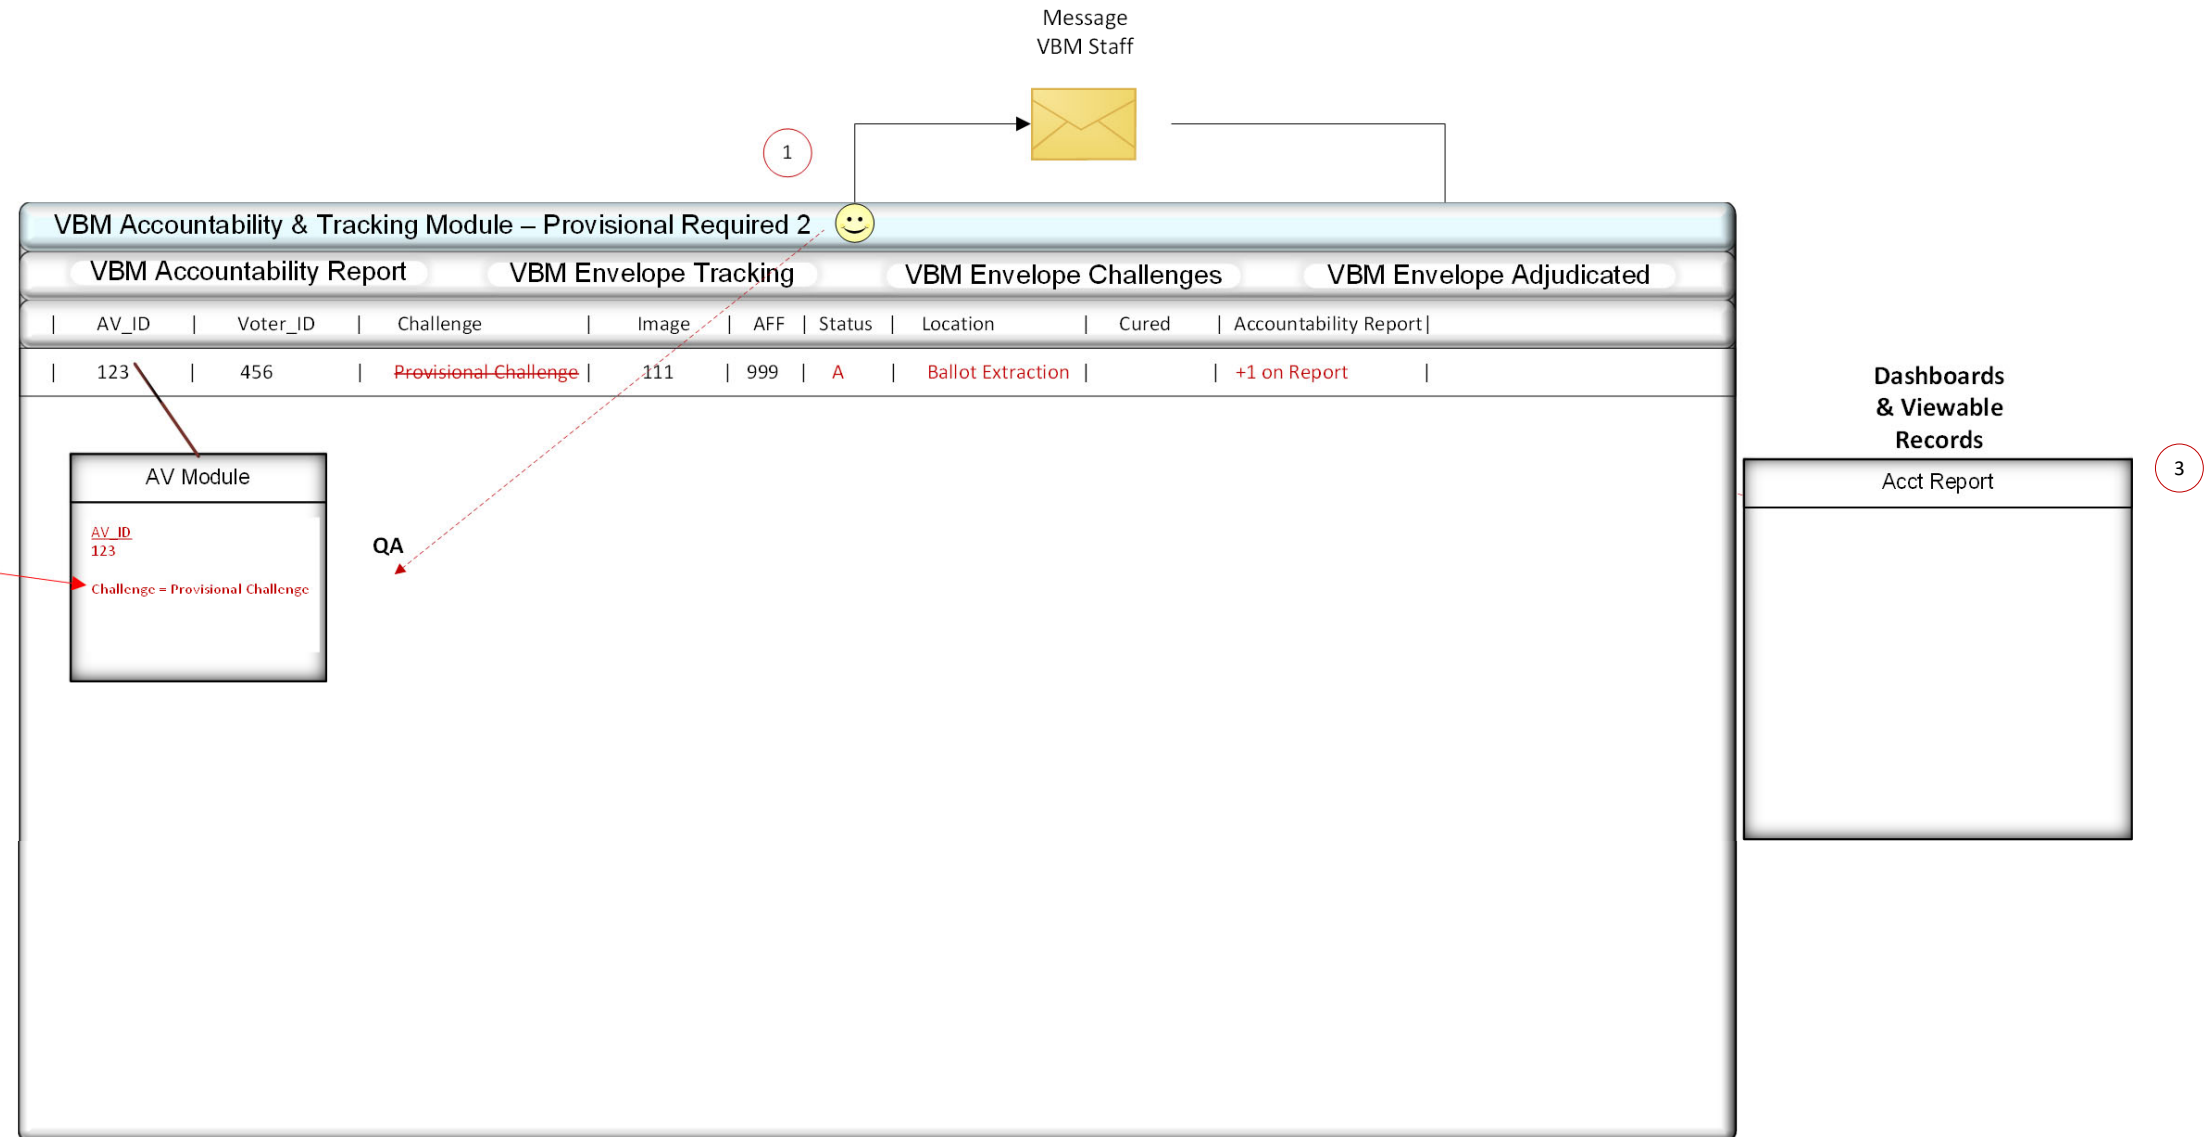 Message
VBM Staff
1
VBM Accountability & Tracking Module – Provisional Required 2
VBM Accountability Report VBM Envelope Tracking VBM Envelope Challenges VBM Envelope Adjudicated
| AV_ID | Voter_ID | Challenge | Image | AFF | Status | Location | Cured | Accountability Report|
| 123 | 456 | Provisional Challenge | 111 | 999 | A | Ballot Extraction | | +1 on Report |
Dashboards
& Viewable
Records
AV Module
Acct Report
3
AV_ID
123
QA
Challenge = Provisional Challenge